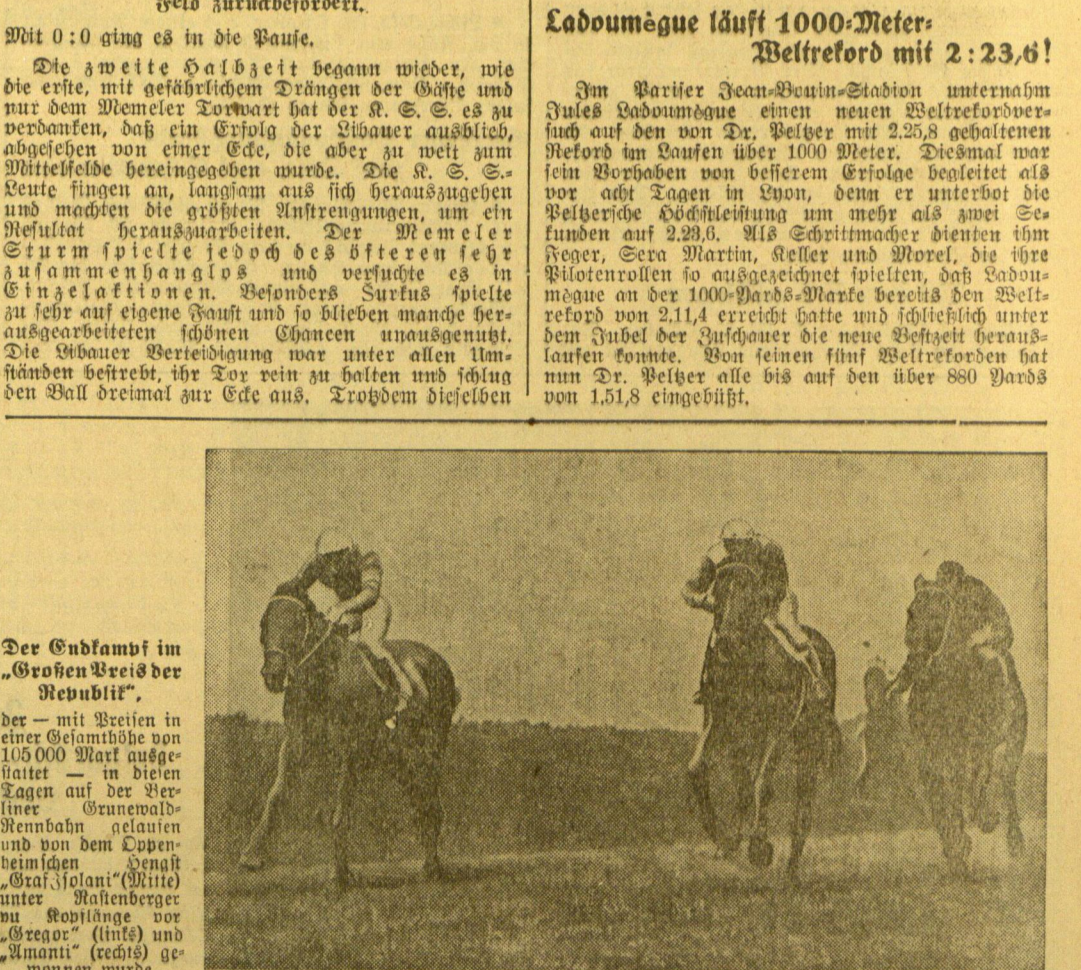 Feld zurückbefördert.
Mit 0:0 ging es in die Pause.
Die zweite Halbzeit begann wieder, wie
die erste, mit gefährlichem Drängen der Gäste und
nur dem Memeler Torwart hat der K. S. S. es zu
verdanken, daß ein Erfolg der Libauer ausblieb,
abgesehen von einer Ecke, die aber zu weit zum
Mittelfelde hereingegeben wurde. Die K. S. S.-
Leute fingen an, langsam aus sich herauszugehen
und machten die größten Anstrengungen, um ein
Resultat herauszuarbeiten. Der Memeler
Sturm spielte jedoch des öfteren sehr
zusammenhanglos und versuchte es in
Einzelaktionen. Besonders Surkus spielte
zu sehr auf eigene Faust und so blieben manche her-
ausgearbeiteten schönen Chancen unausgenutzt.
Die Libauer Verteidigung war unter allen Um-
ständen bestrebt, ihr Tor rein zu halten und schlug
den Ball dreimal zur Ecke aus. Trotzdem dieselben
Ladoumègue läuft 1000-Meter-
Weltrekord mit 2:23,6!
Im Pariser Jean-Bouin-Stadion unternahm
Jules Ladoumègue einen neuen Weltrekordver-
such auf den von Dr. Peltzer mit 2.25,8 gehaltenen
Rekord im Laufen über 1000 Meter. Diesmal war
sein Vorhaben von besserem Erfolge begleitet als
vor acht Tagen in Lyon, denn er unterbot die
Peltzersche Höchstleistung um mehr als zwei Se-
kunden auf 2.23,6. Als Schrittmacher dienten ihm
Feger, Sera Martin, Keller und Morel, die ihre
Pilotenrollen so ausgezeichnet spielten, daß Ladou-
mègue an der 1000-Yards-Marke bereits den Welt-
rekord von 2.11,4 erreicht hatte und schließlich unter
dem Jubel der Zuschauer die neue Bestzeit heraus-
laufen konnte. Von seinen fünf Weltrekorden hat
nun Dr. Peltzer alle bis auf den über 880 Yards
von 1,51,8 eingebüßt.
Der Endkampf im
„Großen Preis der
Republik“,
der — mit Preisen in
einer Gesamthöhe von
105 000 Mark ausge-
stattet — in diesen
Tagen auf der Ber-
liner Grunewald-
Rennbahn gelaufen
und von dem Oppen-
heimschen Hengst
„Graf Isolani“ (Mitte)
unter Rastenberger
mit Kopflänge vor
„Gregor“ (links) und
„Amanti“ (rechts) ge-
wonnen wurde